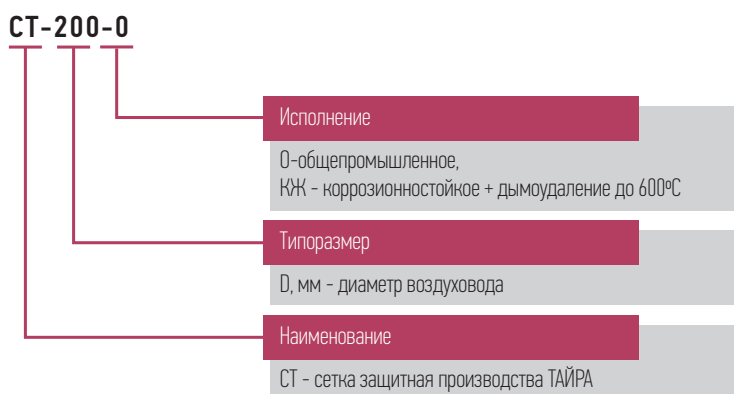 СТ-200-0
Исполнение
О-общепромышленное,
КЖ - коррозионностойкое + дымоудаление до 600ºС
Типоразмер
D, мм - диаметр воздуховода
Наименование
СТ - сетка защитная производства ТАЙРА